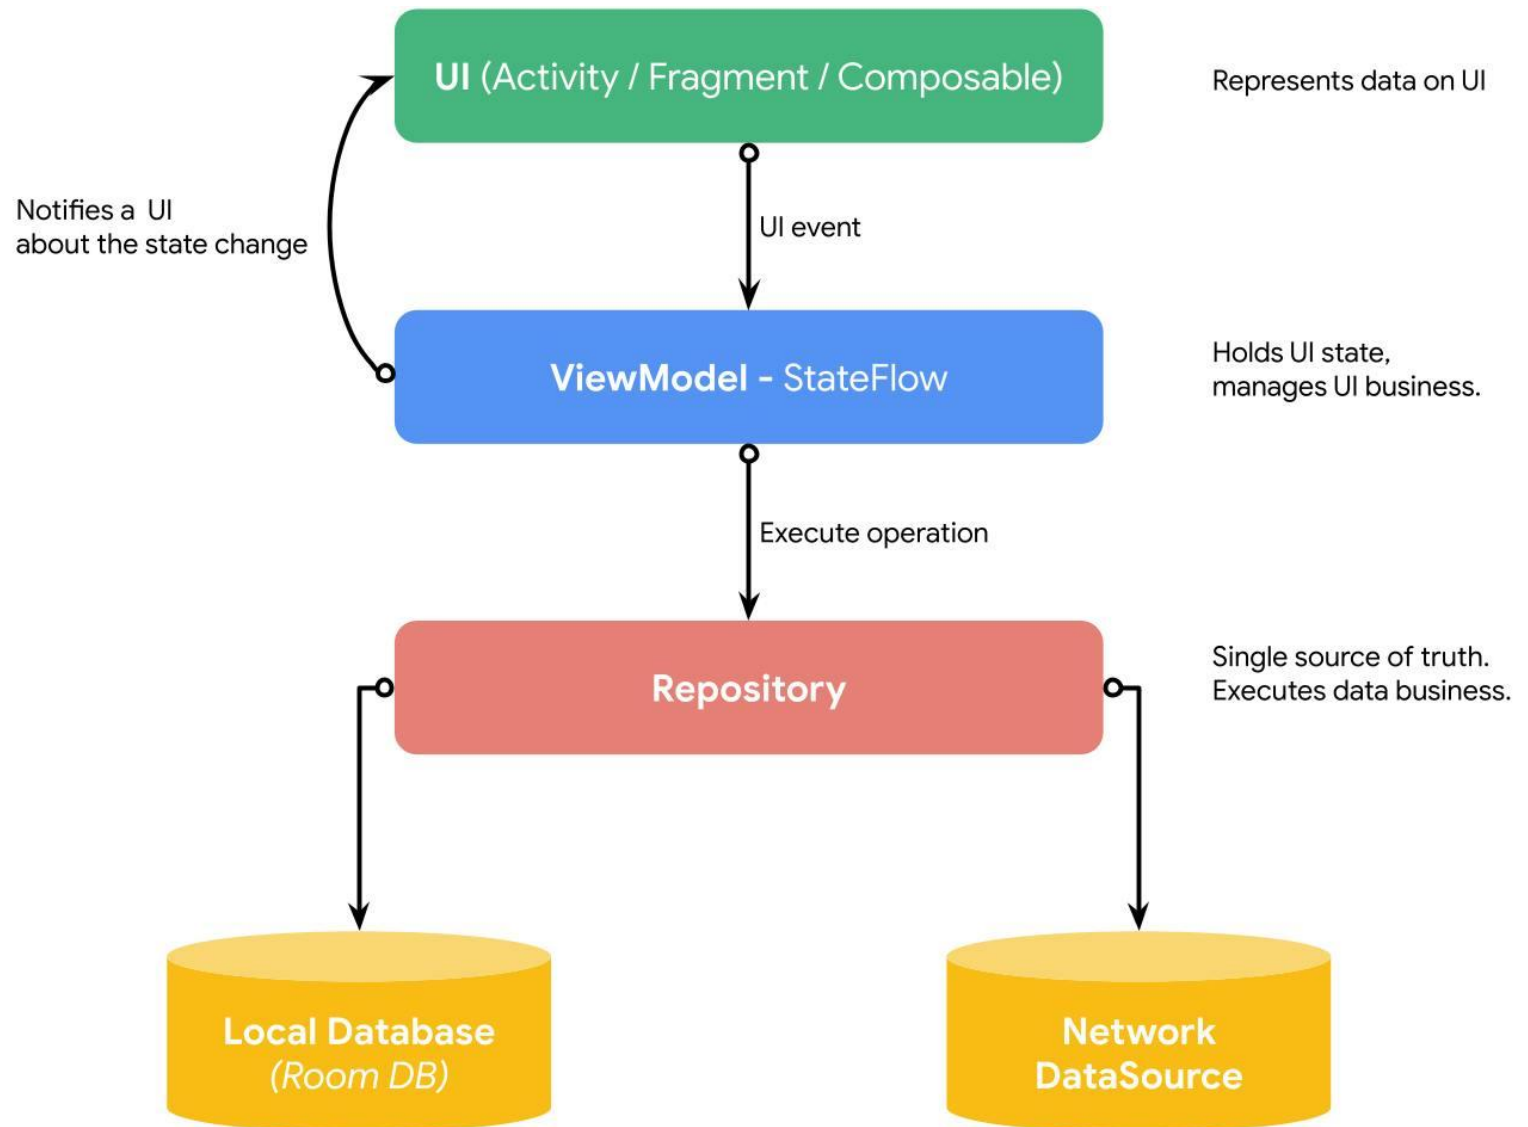 UI (Activity / Fragment / Composable)
Represents data on UI
Notifies a UI
about the state change
UI event
ViewModel - StateFlow
Holds UI state,
manages UI business.
Execute operation
Repository
Single source of truth.
Executes data business.
Local Database
(Room DB)
Network
DataSource